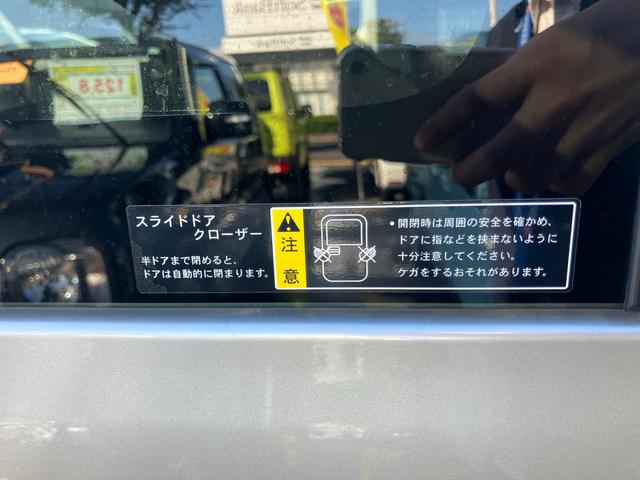 スライドドア
クローザー
半ドアまで閉めると、
ドアは自動的に閉まります。
注
意
•開閉時は周囲の安全を確かめ、
ドアに指などを挟まないように
十分注意してください。
ケガをするおそれがあります。
125.8